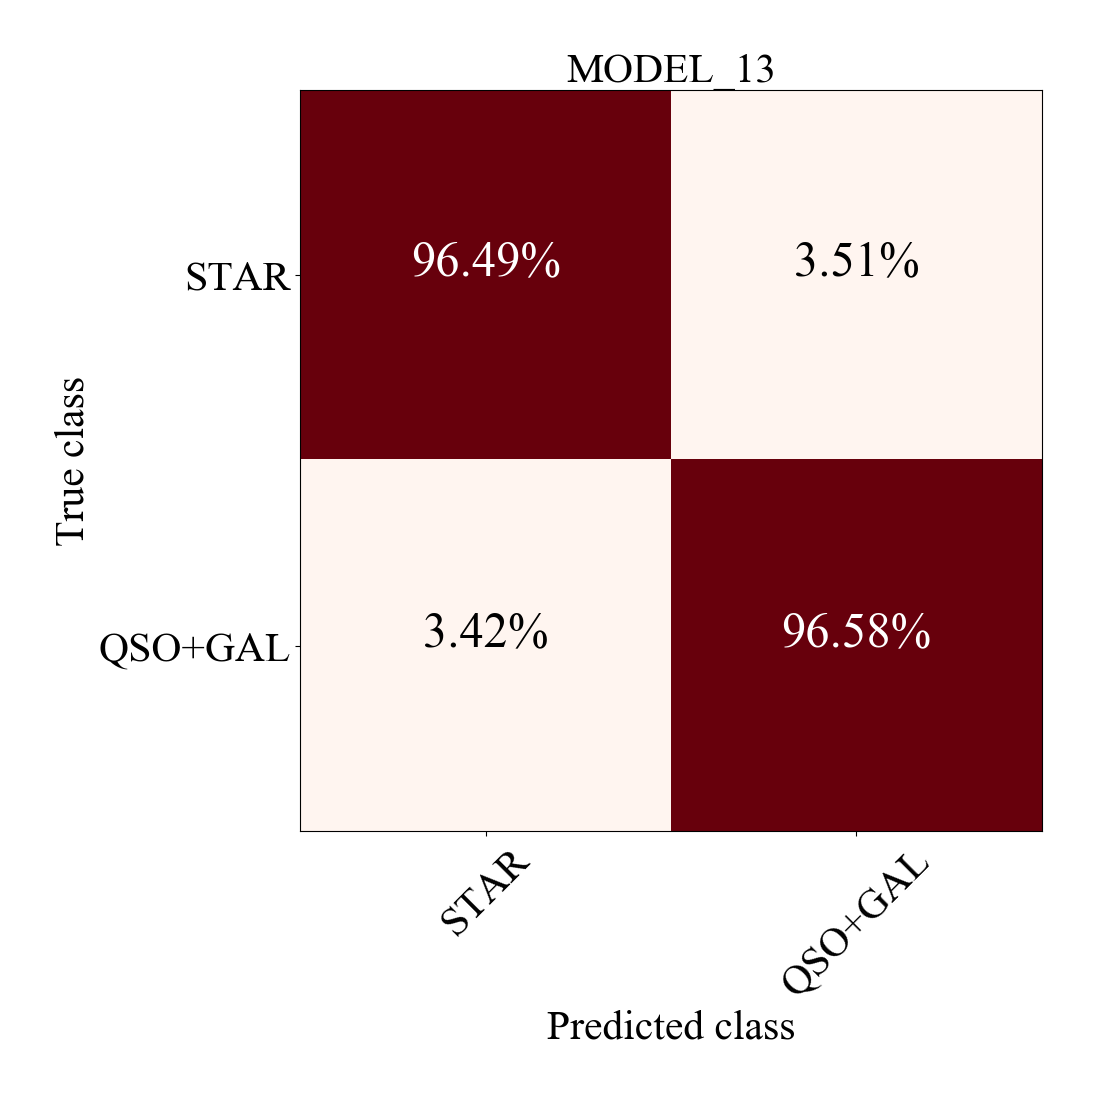 MODEL_13
True class
STAR
96.49%
3.51%
QSO+GAL
3.42%
96.58%
STAR
QSO+GAL
Predicted class